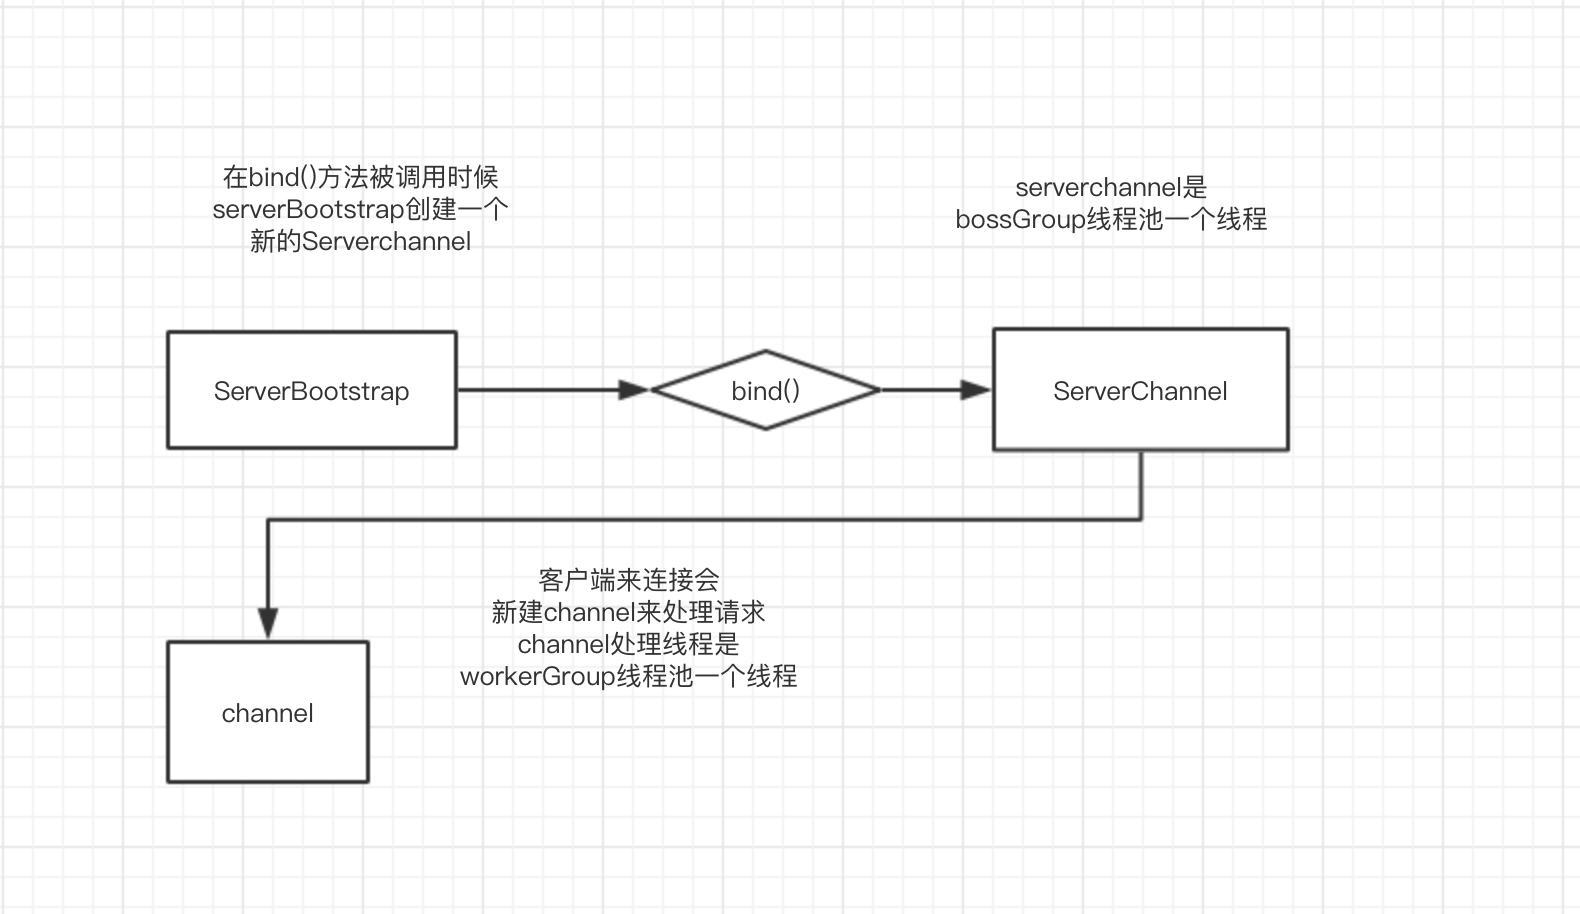 在bind()方法被调用时候
serverBootstrap创建一个
新的Serverchannel
serverchannel是
bossGroup线程池一个线程
ServerBootstrap
bind()
ServerChannel
客户端来连接会
新建channel来处理请求
channel处理线程是
workerGroup线程池一个线程
channel